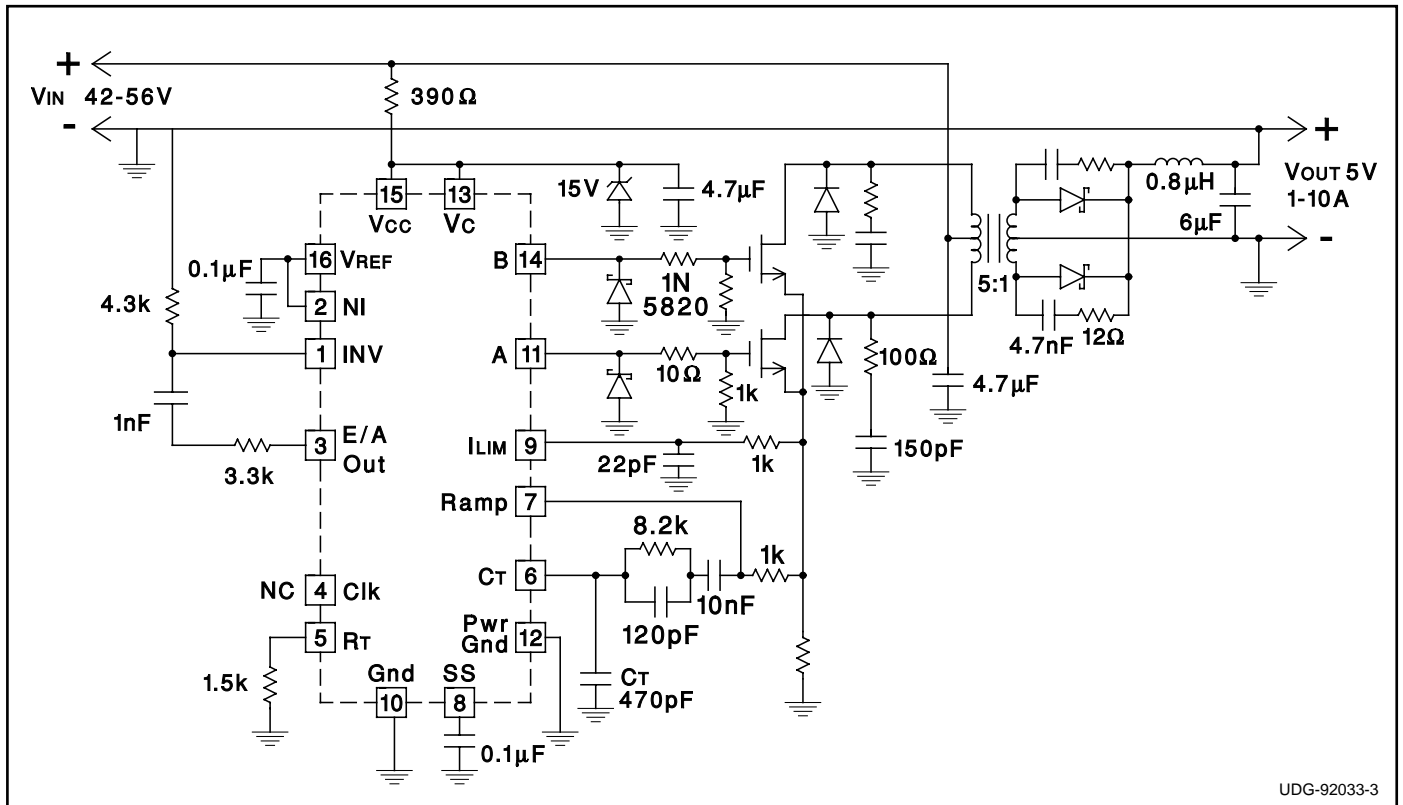 +
VIN 42-56V
-
390Ω
+
VOUT 5V
1-10A
-
15V
4.7µF
0.8µH
6µF
15
VCC
13
VC
0.1µF
16 VREF
2 NI
4.3k
1 INV
1nF
3 E/A
Out
3.3k
NC 4 Clk
5 RT
1.5k
Gnd
10
SS
8
0.1µF
B 14
1N
5820
A 11
10Ω
1k
ILIM 9
22pF
1k
Ramp 7
8.2k
CT 6
120pF
10nF
1k
Pwr
Gnd 12
CT
470pF
100Ω
150pF
4.7µF
5:1
4.7nF
12Ω
UDG-92033-3